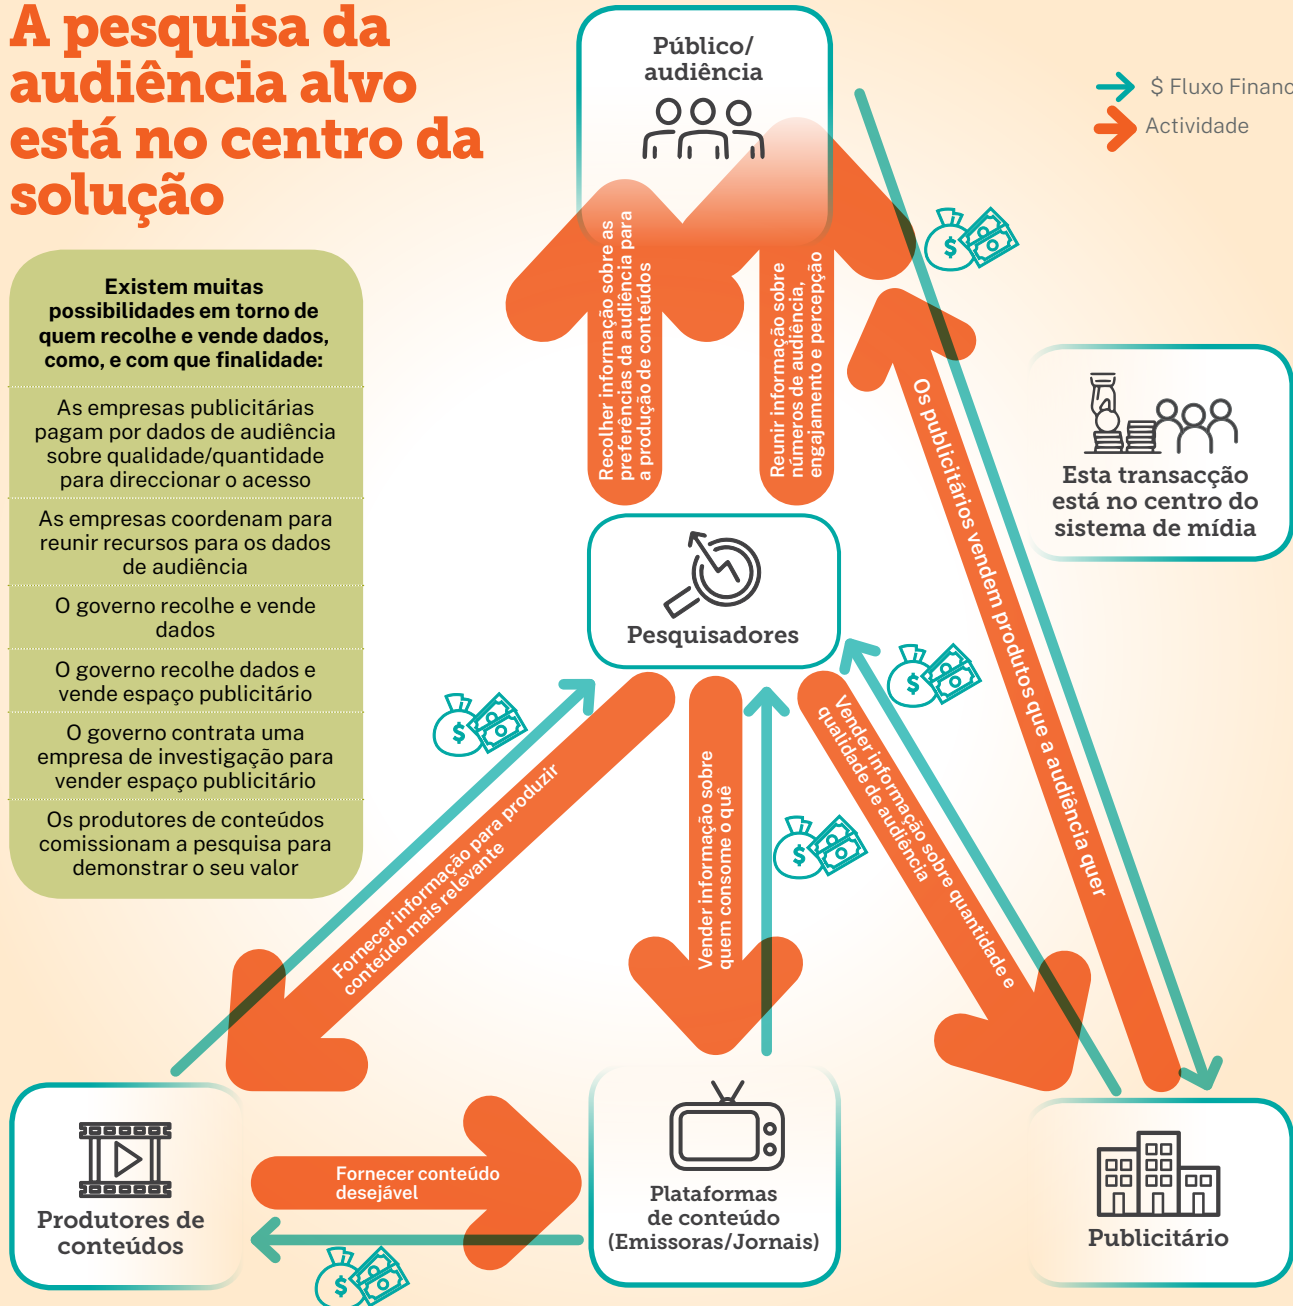 A pesquisa da
audiência alvo
está no centro da
solução
Público/
audiência
$ Fluxo Financ
Actividade
Existem muitas
possibilidades em torno de
quem recolhe e vende dados,
como, e com que finalidade:
As empresas publicitárias
pagam por dados de audiência
sobre qualidade/quantidade
para direccionar o acesso
As empresas coordenam para
reunir recursos para os dados
de audiência
O governo recolhe e vende
dados
O governo recolhe dados e
vende espaço publicitário
O governo contrata uma
empresa de investigação para
vender espaço publicitário
Os produtores de conteúdos
comissionam a pesquisa para
demonstrar o seu valor
Recolher informação sobre as
preferências da audiência para
a produção de conteúdos
Reunir informação sobre
números de audiência,
engajamento e percepção
$
Os publicitários vendem produtos que a audiência quer
Esta transacção
está no centro do
sistema de mídia
Pesquisadores
$
$
Fornecer informação para produzir
conteúdo mais relevante
Vender informação sobre
quem consome o quê
$
Vender informação sobre quantidade e
qualidade de audiência
Produtores de
conteúdos
Fornecer conteúdo
desejável
$
Plataformas
de conteúdo
(Emissoras/Jornais)
Publicitário